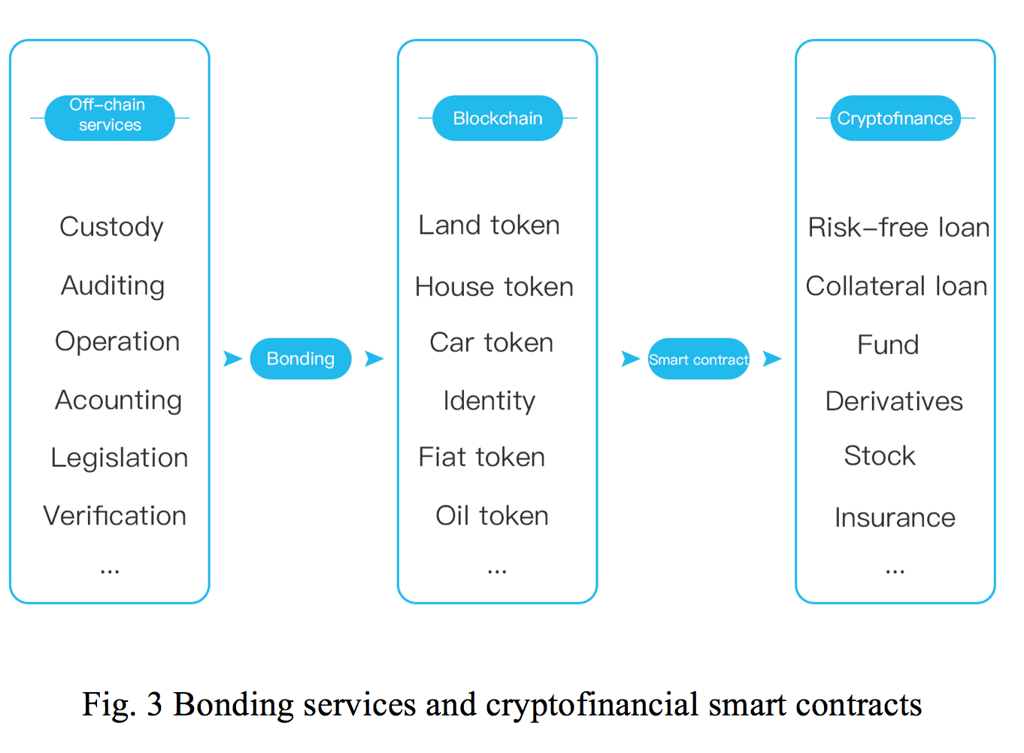 Off-chain
services
Custody
Auditing
Operation
Acounting
Legislation
Verification
...
Bonding
Blockchain
Land token
House token
Car token
Identity
Fiat token
Oil token
...
Smart contract
Cryptofinance
Risk-free loan
Collateral loan
Fund
Derivatives
Stock
Insurance
...
Fig. 3 Bonding services and cryptofinancial smart contracts